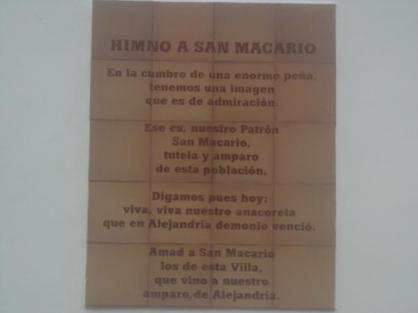 HIMNO A SAN MACARIO
En la cumbre de una enorme peña.
tenemos una imagen
que es de admiración.
Ese es, nuestro Patrón
San Macario,
tutela y amparo
de esta población.
Digamos pues hoy:
viva, viva nuestro anacoreta
que en Alejandría demonio venció.
Amad a San Macario
los de esta Villa,
que vino a nuestro
amparo, de Alejandría.